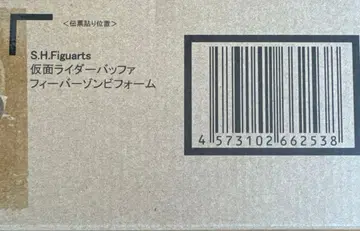 <伝票貼り位置>
S.H.Figuarts
仮面ライダーバッファ
フィーバーゾンビフォーム
4 573102 662538